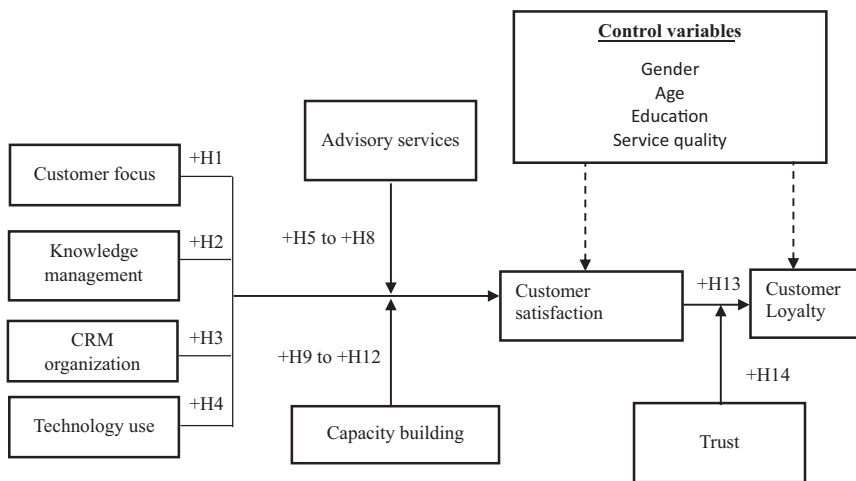 Control variables
Gender
Age
Education
Service quality
Advisory services
Customer focus
+H1
Knowledge
management
+H2
+H5 to +H8
Customer
satisfaction
+H13
Customer
Loyalty
CRM
organization
+H3
+H9 to +H12
+H14
Technology use
+H4
Capacity building
Trust